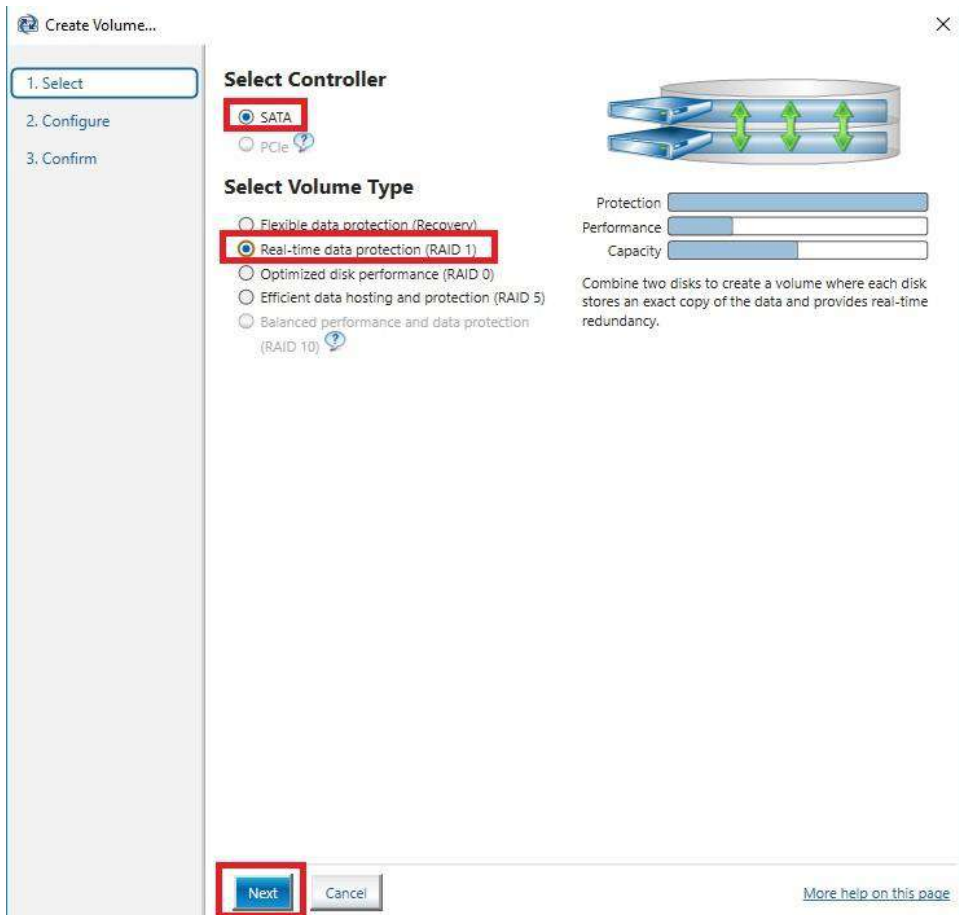 Create Volume...
1. Select
2. Configure
3. Confirm
Select Controller
SATA
PCIe
Select Volume Type
Flexible data protection (Recovery)
Real-time data protection (RAID 1)
Optimized disk performance (RAID 0)
Efficient data hosting and protection (RAID 5)
Balanced performance and data protection
(RAID 10)
Protection
Performance
Capacity
Combine two disks to create a volume where each disk
stores an exact copy of the data and provides real-time
redundancy.
Next
Cancel
More help on this page